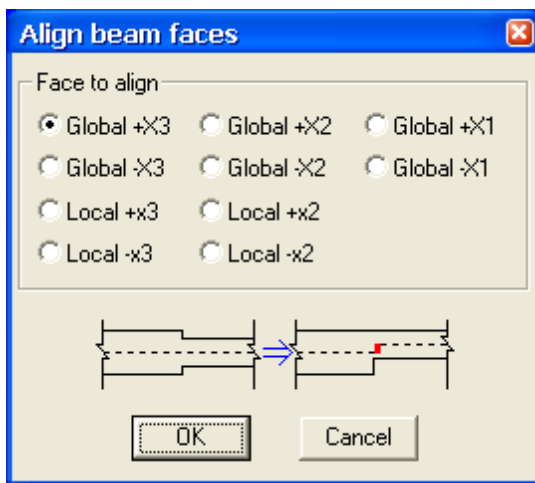 Align beam faces
Face to align
Global +X3 Global +X2 Global +X1
Global -X3 Global -X2 Global -X1
Local +x3 Local +x2
Local -x3 Local -x2
OK Cancel